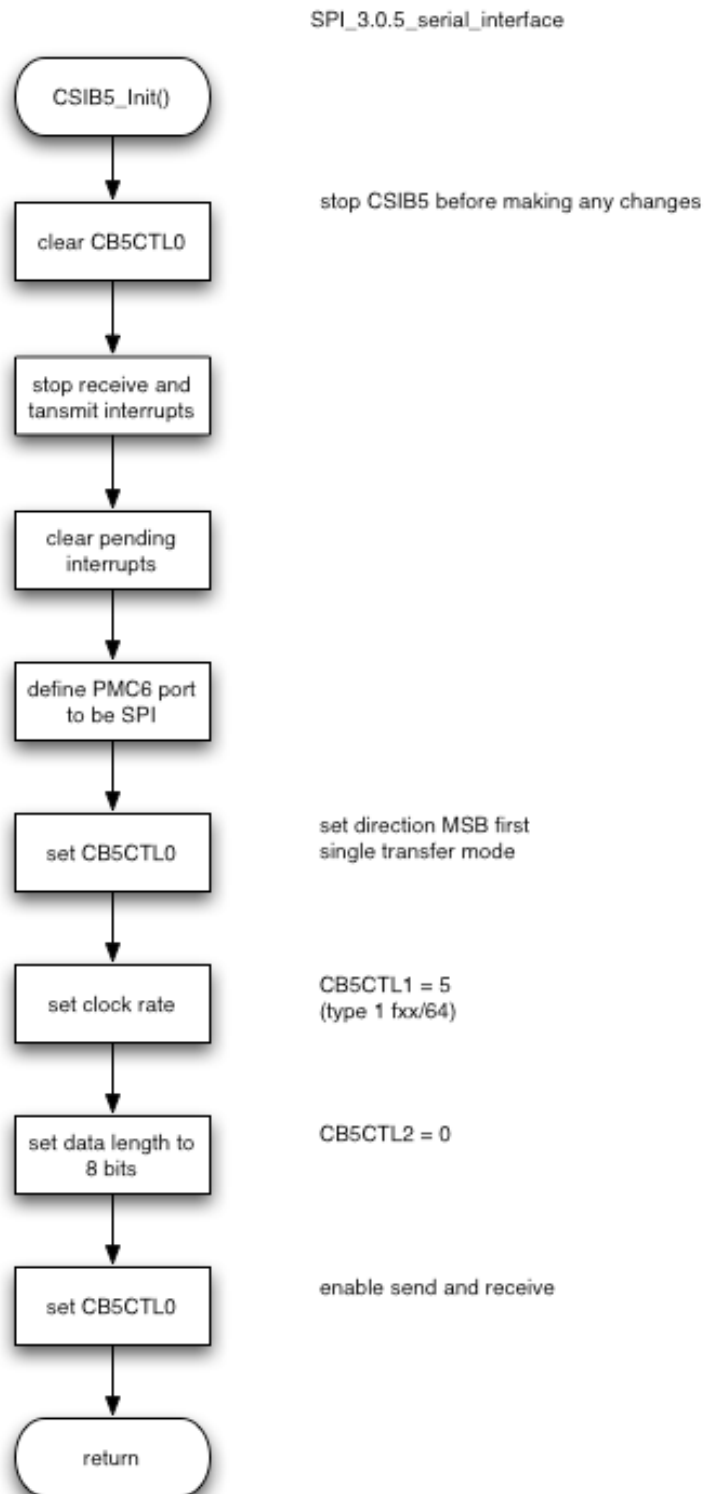 SPI_3.0.5_serial_interface
CSIB5_Init()
stop CSIB5 before making any changes
clear CB5CTL0
stop receive and
tansmit interrupts
clear pending
interrupts
define PMC6 port
to be SPI
set CB5CTL0
set direction MSB first
single transfer mode
set clock rate
CB5CTL1 = 5
(type 1 fxx/64)
set data length to
8 bits
CB5CTL2 = 0
set CB5CTL0
enable send and receive
return